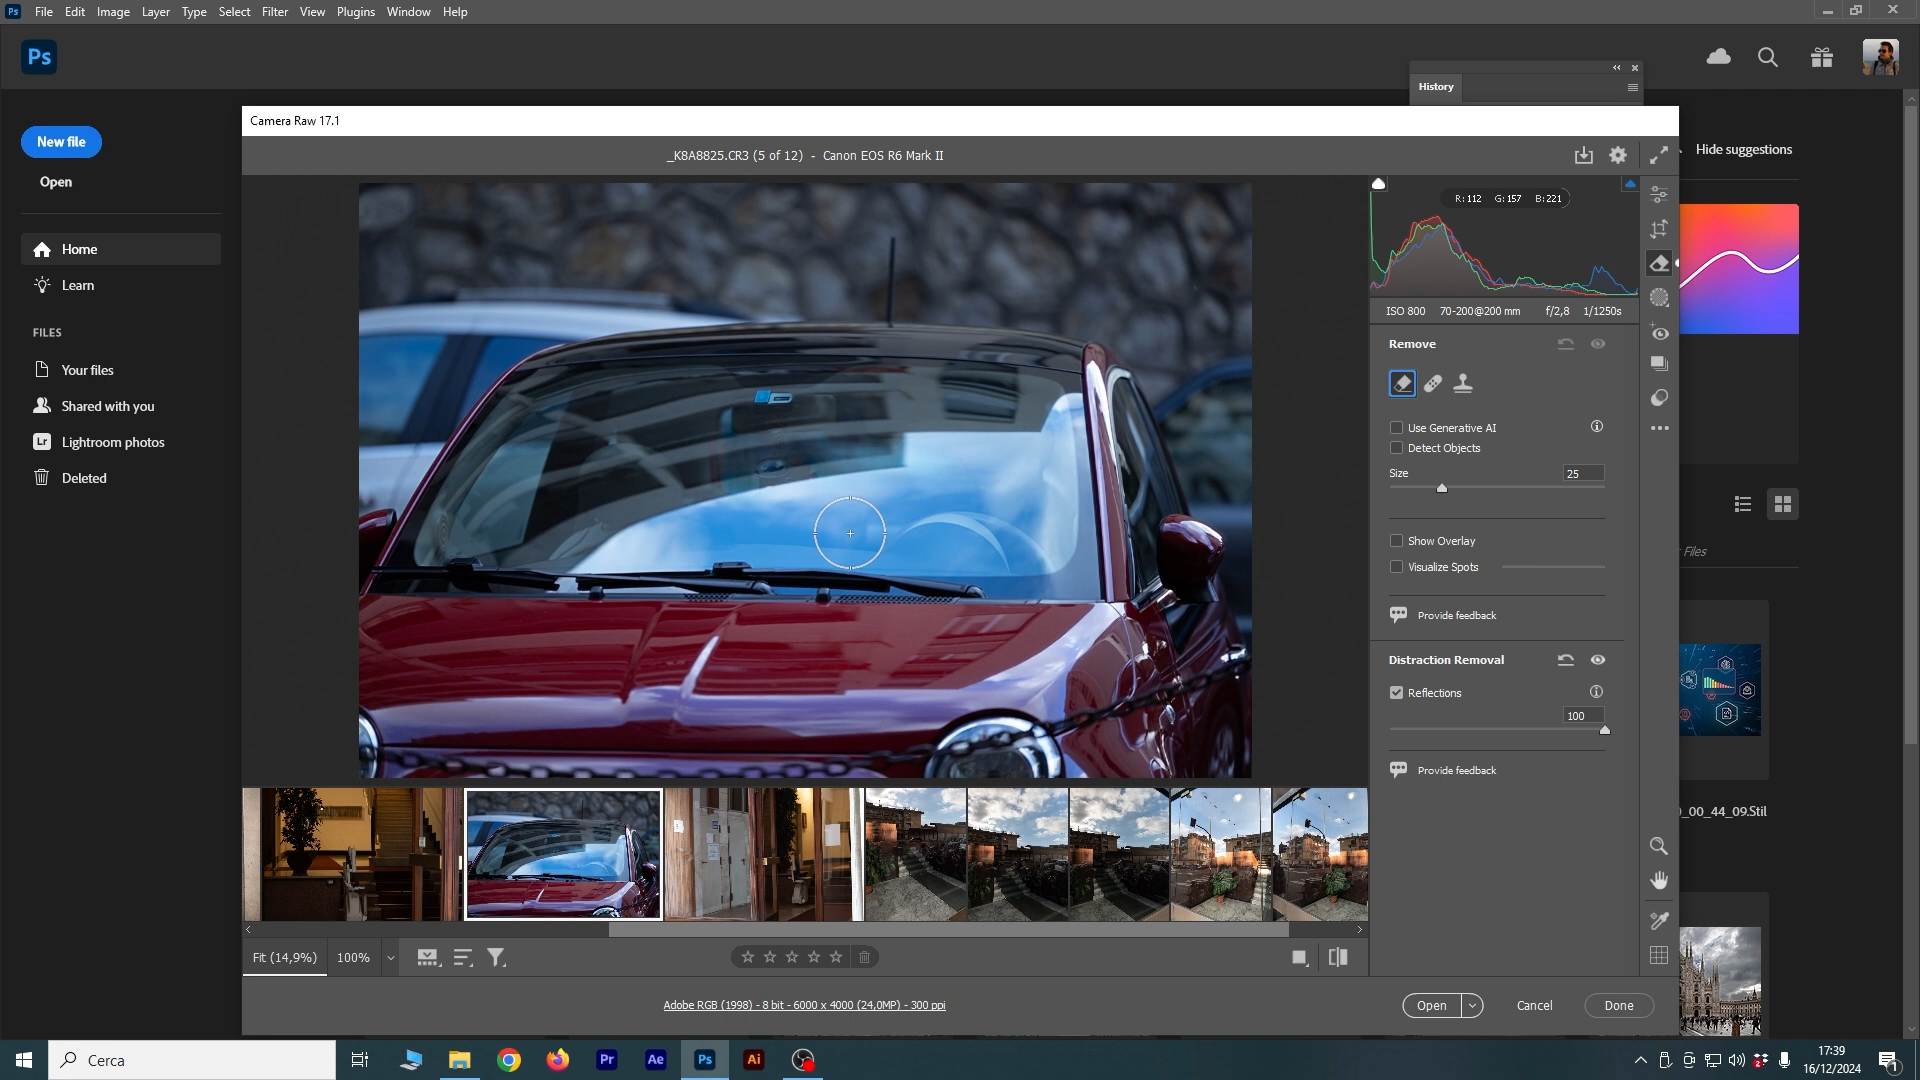 Ps File Edit Image Layer Type Select Filter View Plugins Window Help
Ps
History
New file
Camera Raw 17.1
Hide suggestions
_K8A8825.CR3 (5 of 12) - Canon EOS R6 Mark II
Open
R:112 G:157 B:221
Home
Learn
ISO 800 70-200@200 mm f/2,8 1/1250s
FILES
Remove
Your files
Shared with you
Use Generative AI
Lr Lightroom photos
Detect Objects
Size 25
Deleted
Show Overlay
Files
Visualize Spots
Provide feedback
Distraction Removal
Reflections
100
Provide feedback
_00_44_09.Stil
Fit (14,9%) 100%
Adobe RGB (1998) - 8 bit - 6000 x 4000 (24,0MP) - 300 ppi
Open Cancel Done
Cerca
Pr Ae Ps Ai
2
17:39
16/12/2024
1